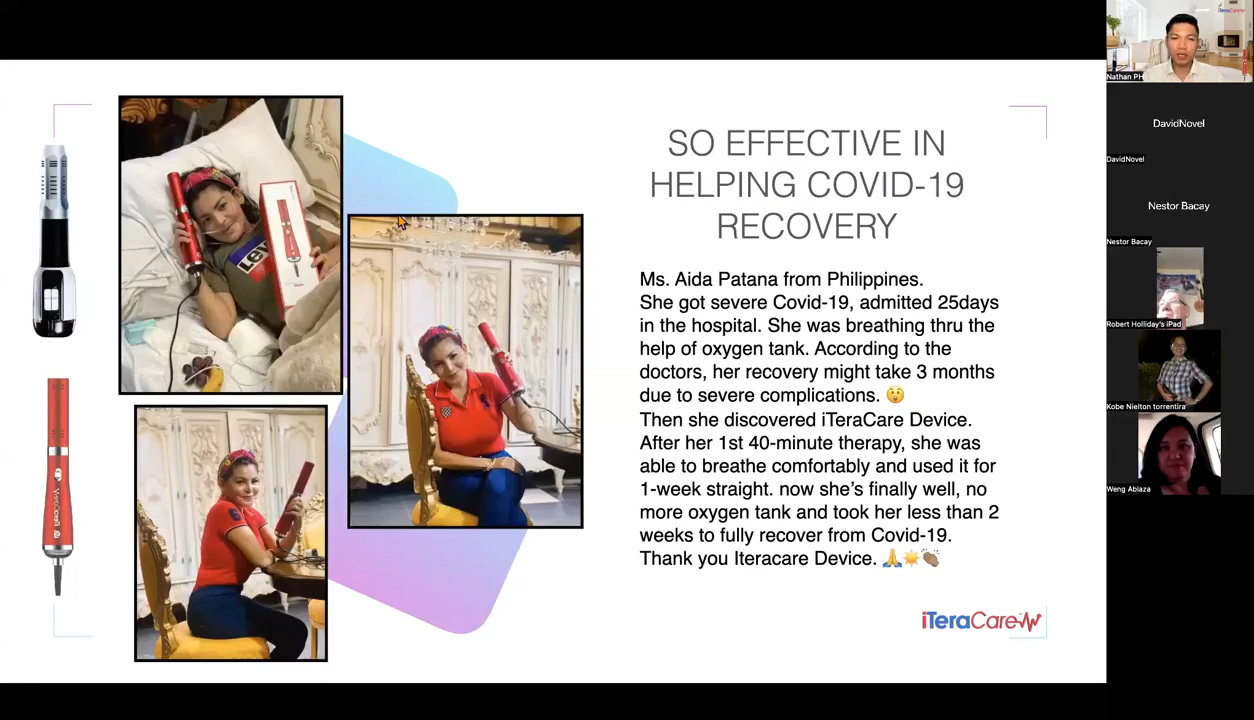 SO EFFECTIVE IN
HELPING COVID-19
RECOVERY
Ms. Aida Patana from Philippines.
She got severe Covid-19, admitted 25days
in the hospital. She was breathing thru the
help of oxygen tank. According to the
doctors, her recovery might take 3 months
due to severe complications. 😲
Then she discovered iTeraCare Device.
After her 1st 40-minute therapy, she was
able to breathe comfortably and used it for
1-week straight. now she's finally well, no
more oxygen tank and took her less than 2
weeks to fully recover from Covid-19.
Thank you Iteracare Device. 🙏☀️👏🏽
iTeraCare
iTeraCare
Nathan PH
DavidNovel
DavidNovel
Nestor Bacay
Nestor Bacay
Robert Holliday's iPad
Kobe Nielton torrentira
Weng Ablaza